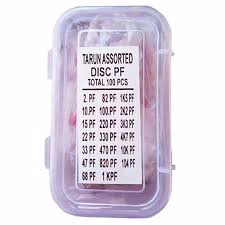 TARUN ASSORTED
DISC PF
TOTAL 100 PCS
2. PF 82 PF 1K5 PF
10 PF 100 PF 2K2 PF
15 PF 220 PF 3K3 PF
22 PF 330 PF 4K7 PF
33 PF 470 PF 10K PF
47 PF 820 PF 104 PF
68 PF 1 KPF